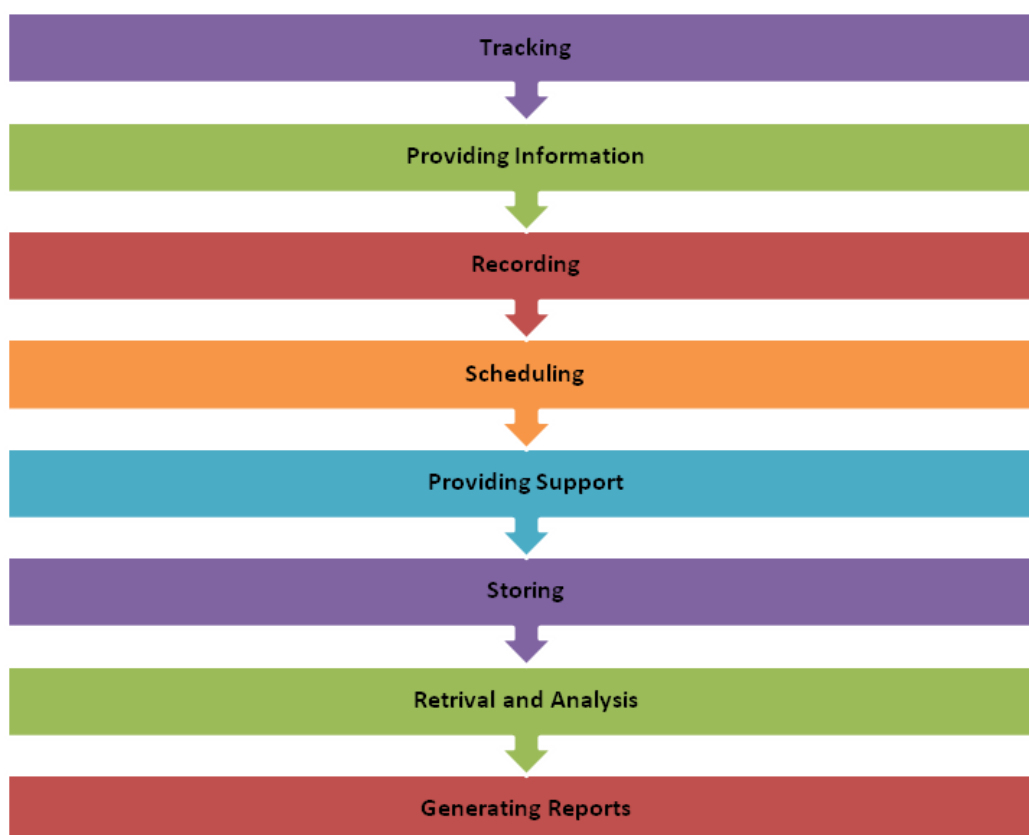 Tracking
Providing Information
Recording
Scheduling
Providing Support
Storing
Retrival and Analysis
Generating Reports